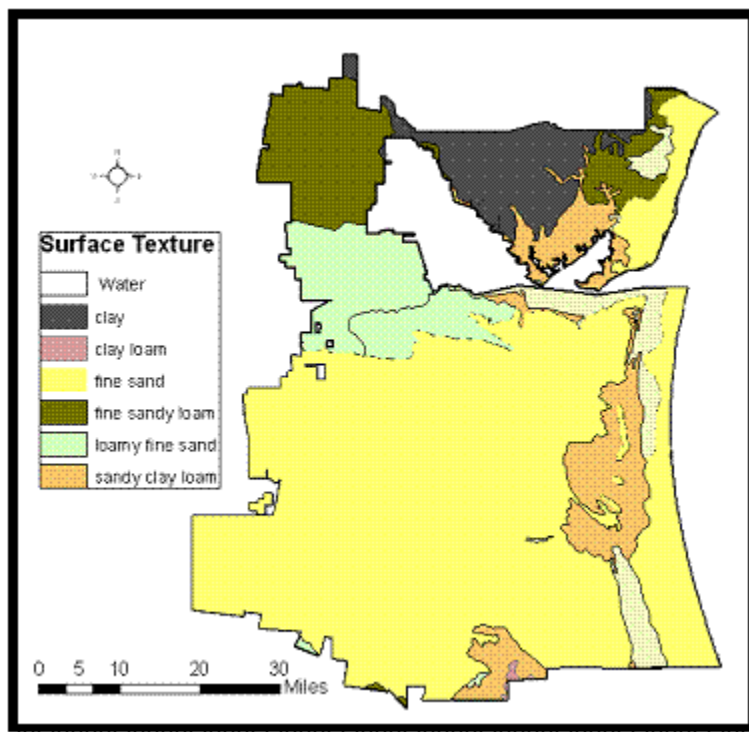 Surface Texture
Water
clay
clay loam
fine sand
fine sandy loam
loamy fine sand
sandy clay loam
0 5 10 20 30
Miles